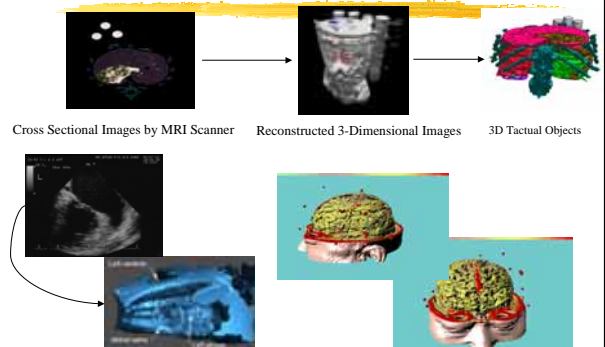 Cross Sectional Images by MRI Scanner
Reconstructed 3-Dimensional Images
3D Tactual Objects